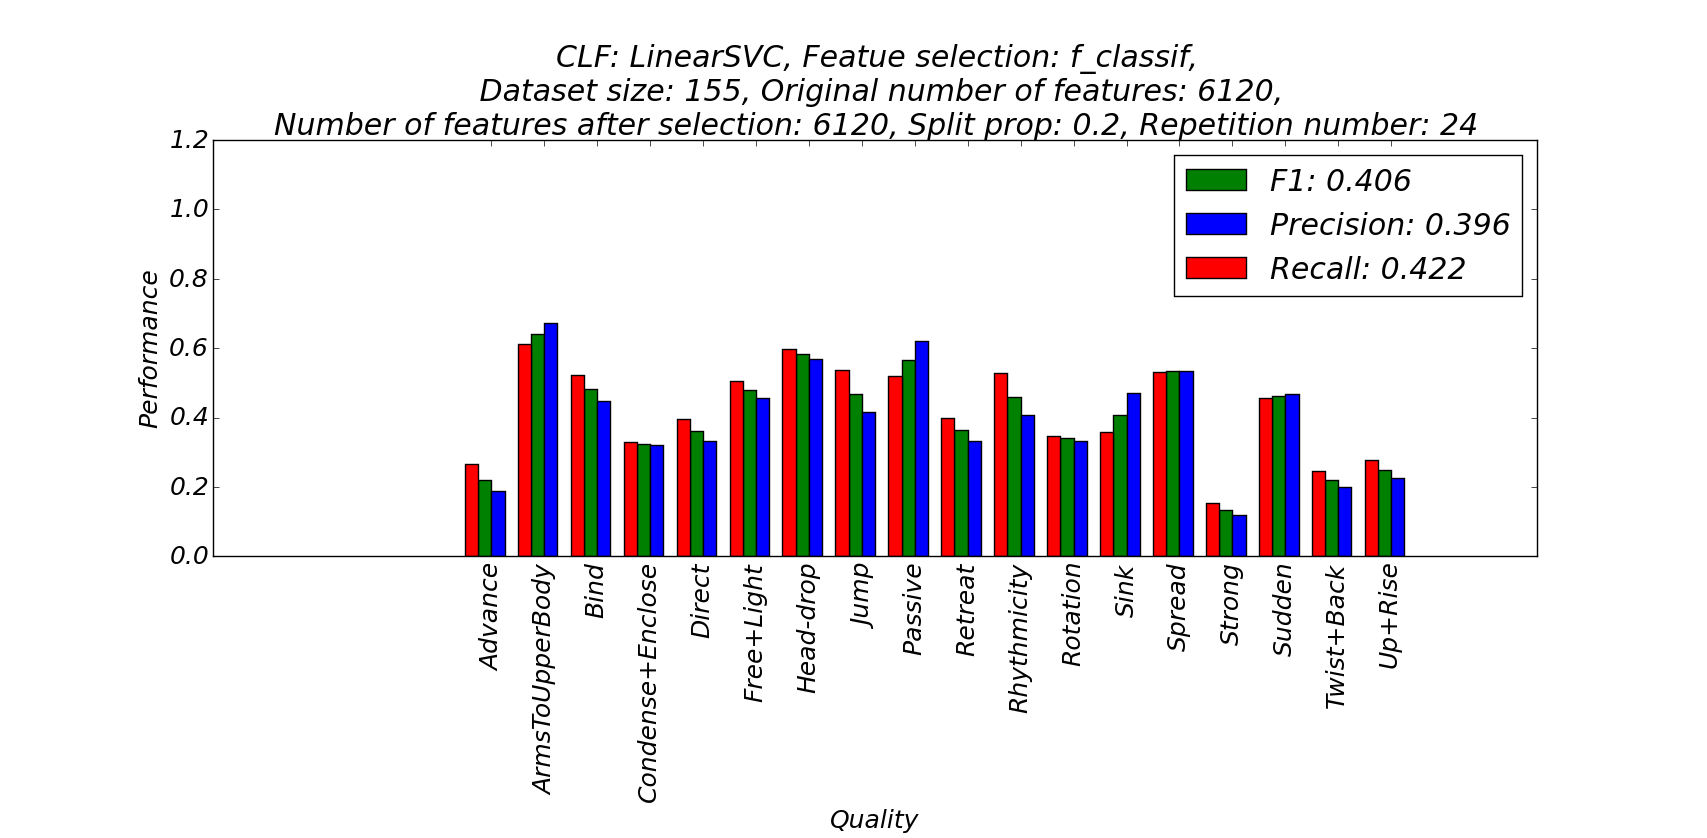 CLF: LinearSVC, Featue selection: f_classif,
Dataset size: 155, Original number of features: 6120,
Number of features after selection: 6120, Split prop: 0.2, Repetition number: 24
1.2
1.0
0.8
0.6
0.4
0.2
0.0
Performance
F1: 0.406
Precision: 0.396
Recall: 0.422
Advance
ArmsToUpperBody
Bind
Condense+Enclose
Direct
Free+Light
Head-drop
Jump
Passive
Retreat
Rhythmicity
Rotation
Sink
Spread
Strong
Sudden
Twist+Back
Up+Rise
Quality